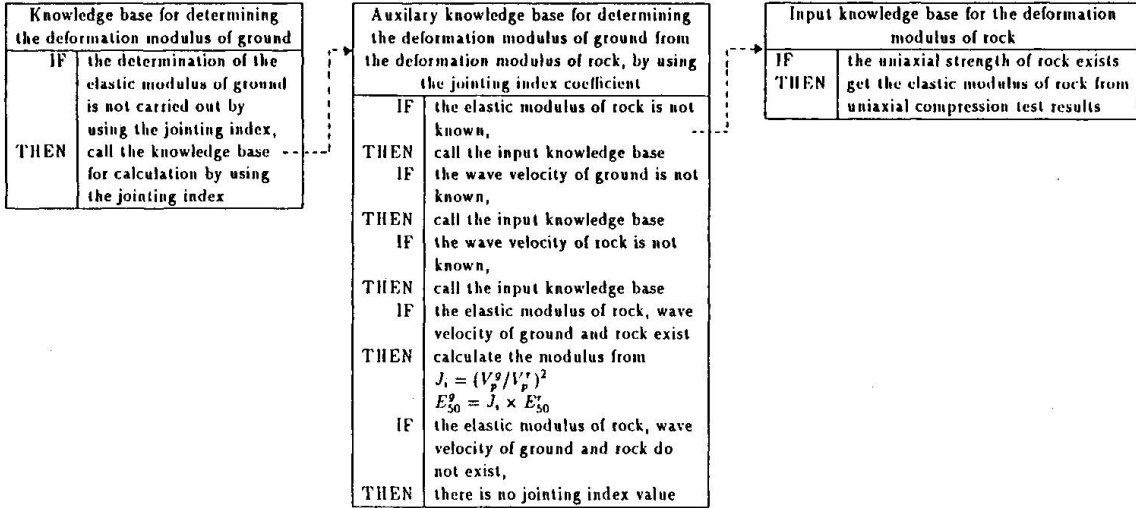 Knowledge base for determining
the deformation modulus of ground
IF the determination of the
elastic modulus of ground
is not carried out by
using the jointing index,
THEN call the knowledge base
for calculation by using
the jointing index
Auxilary knowledge base for determining
the deformation modulus of ground from
the deformation modulus of rock, by using
the jointing index coefficient
IF the elastic modulus of rock is not
known,
THEN call the input knowledge base
IF the wave velocity of ground is not
known,
THEN call the input knowledge base
IF the wave velocity of rock is not
known,
THEN call the input knowledge base
IF the elastic modulus of rock, wave
velocity of ground and rock exist
THEN calculate the modulus from
J_i = (V_p^g/V_p^r)^2
E_50^g = J_i × E_50^r
IF the elastic modulus of rock, wave
velocity of ground and rock do
not exist,
THEN there is no jointing index value
Input knowledge base for the deformation
modulus of rock
IF the uniaxial strength of rock exists
THEN get the elastic modulus of rock from
uniaxial compression test results